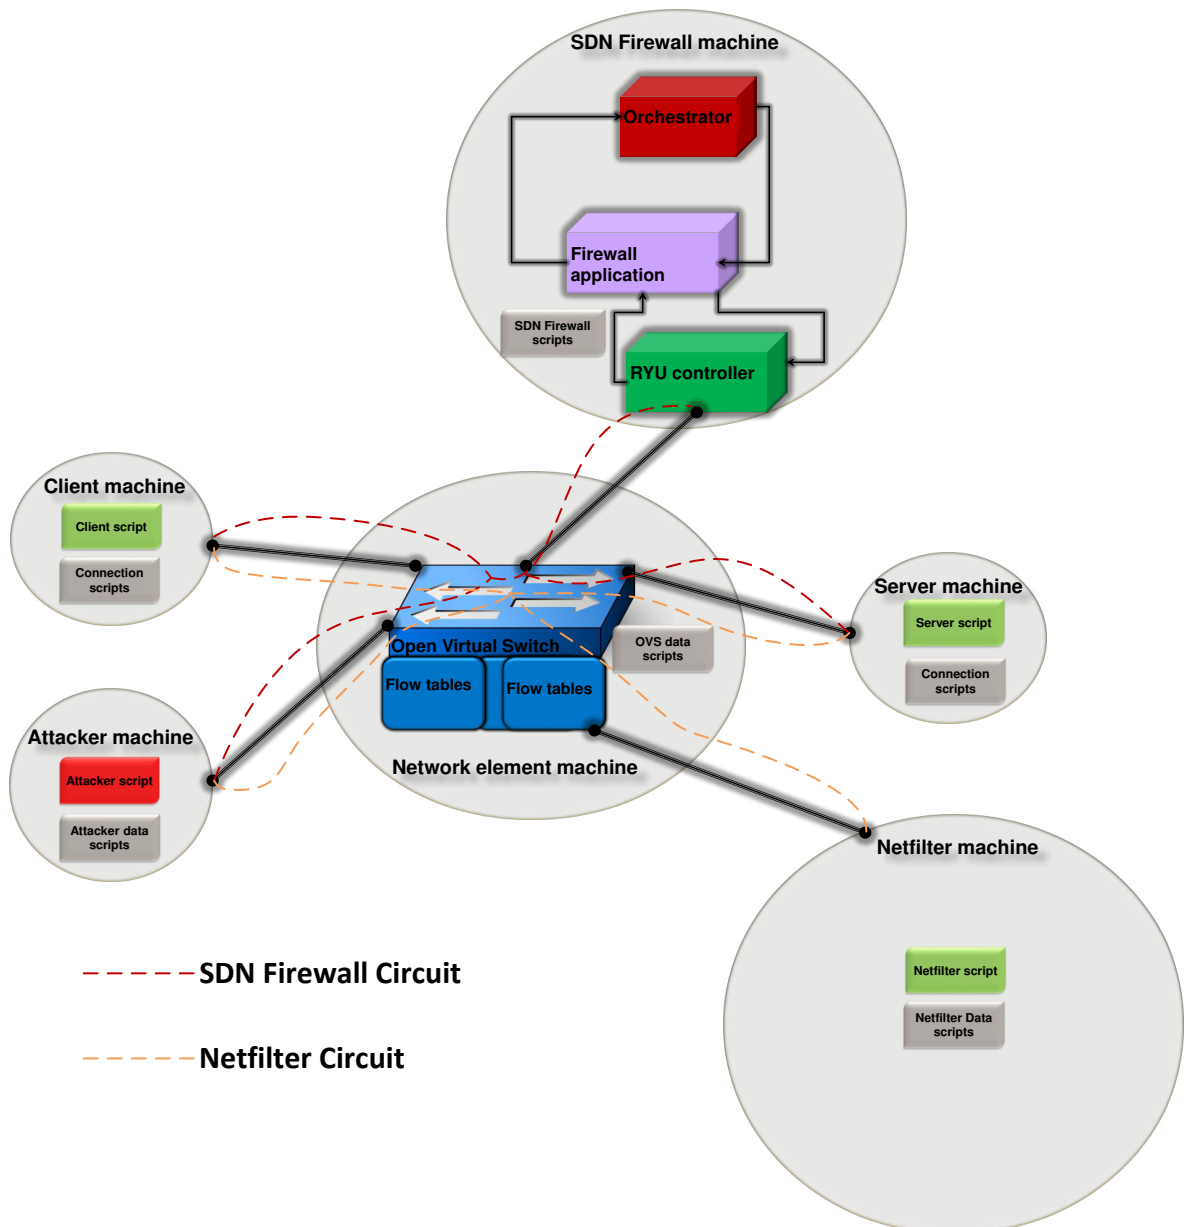 SDN Firewall machine
Orchestrator
Firewall
application
SDN Firewall
scripts
RYU controller
Client machine
Client script
Connection
scripts
Server machine
Server script
Connection
scripts
Open Virtual Switch
OVS data
scripts
Flow tables
Flow tables
Network element machine
Attacker machine
Attacker script
Attacker data
scripts
Netfilter machine
Netfilter script
Netfilter Data
scripts
SDN Firewall Circuit
Netfilter Circuit